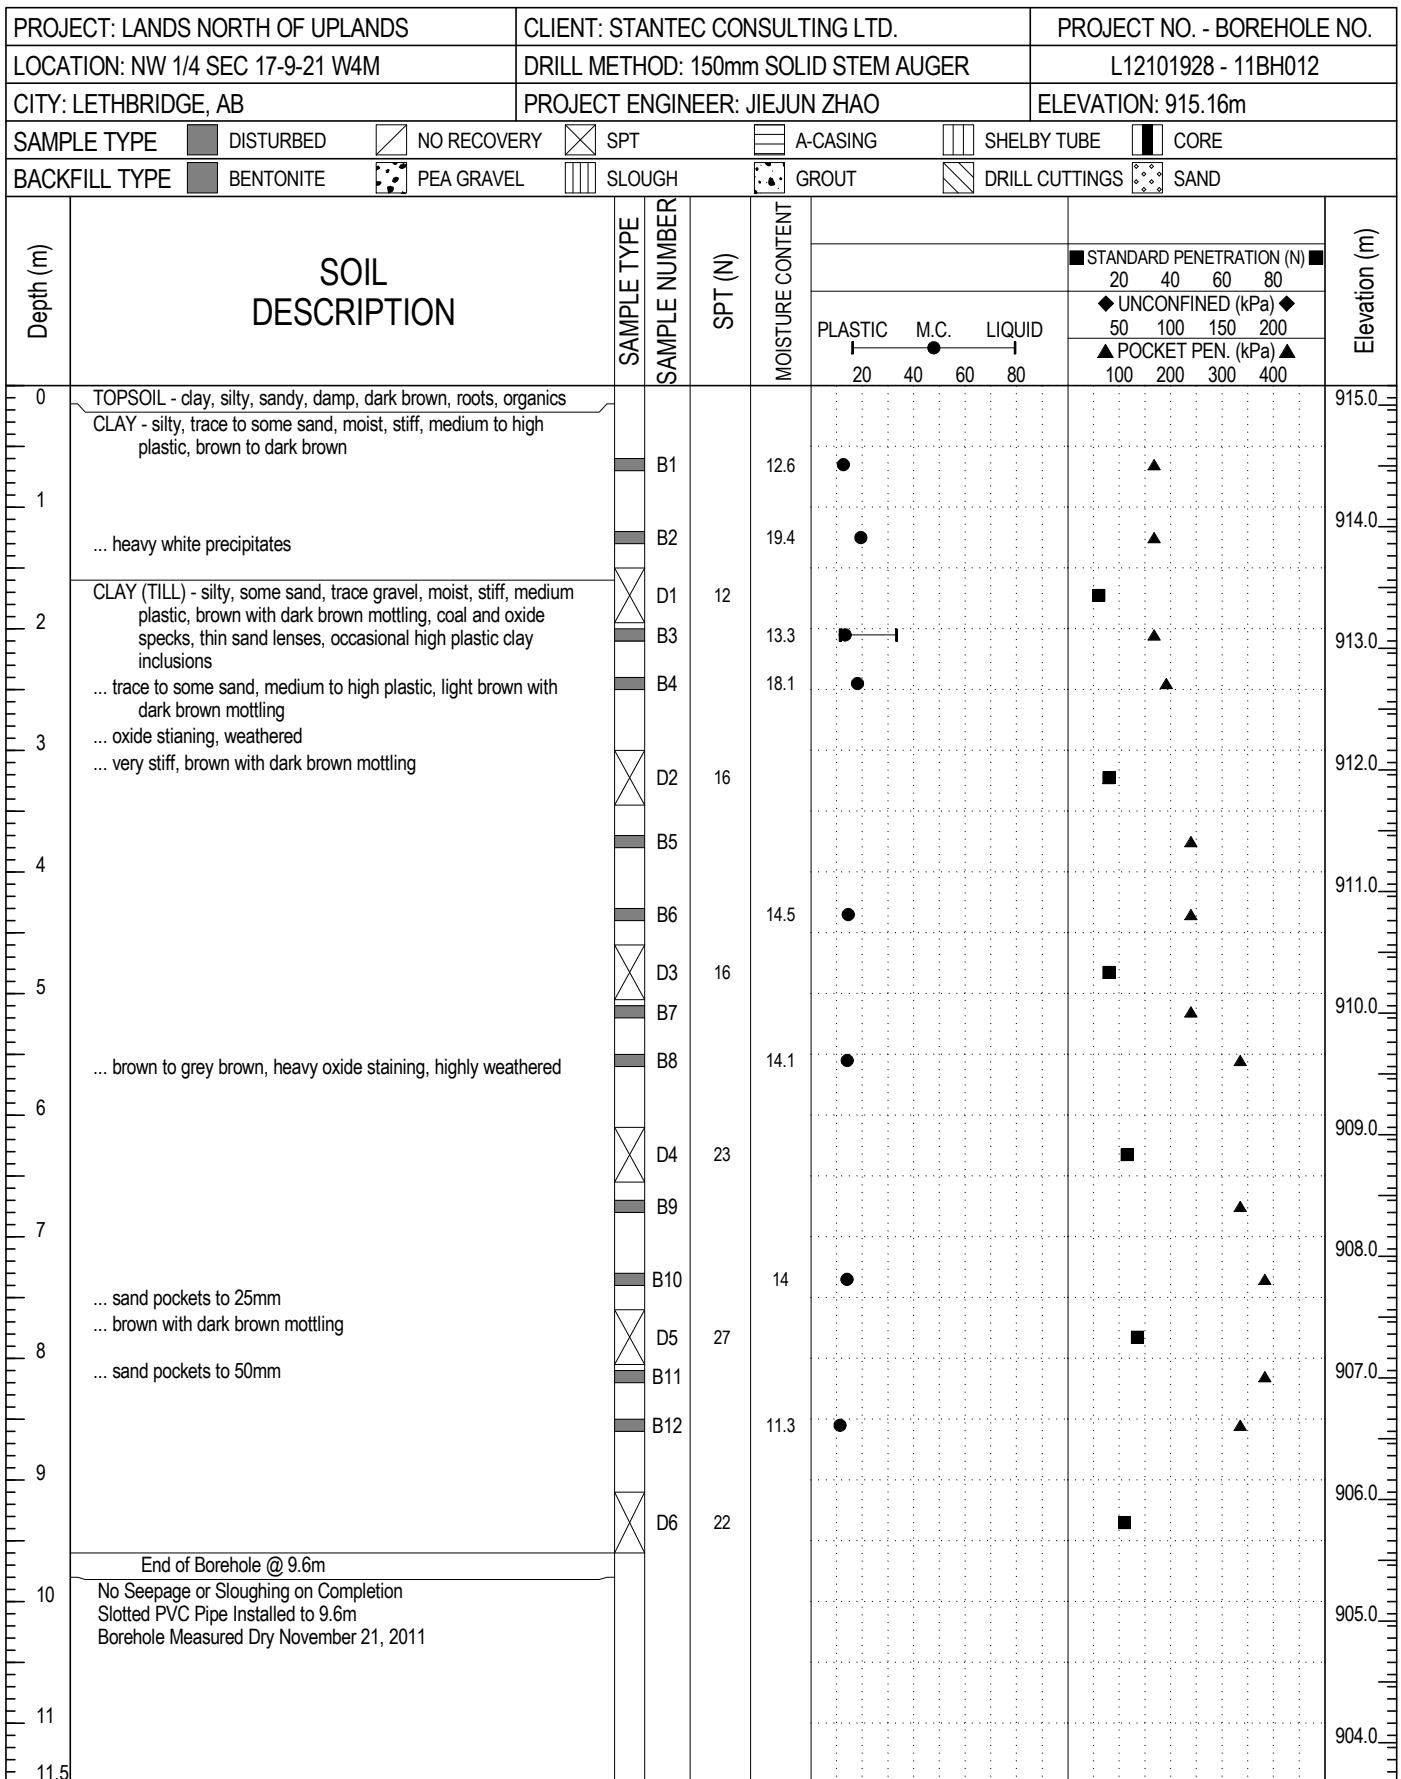 PROJECT: LANDS NORTH OF UPLANDS
CLIENT: STANTEC CONSULTING LTD.
PROJECT NO. - BOREHOLE NO.
LOCATION: NW 1/4 SEC 17-9-21 W4M
DRILL METHOD: 150mm SOLID STEM AUGER
L12101928 - 11BH012
CITY: LETHBRIDGE, AB
PROJECT ENGINEER: JIEJUN ZHAO
ELEVATION: 915.16m
SAMPLE TYPE DISTURBED NO RECOVERY SPT A-CASING SHELBY TUBE CORE
BACKFILL TYPE BENTONITE PEA GRAVEL SLOUGH GROUT DRILL CUTTINGS SAND
Depth (m)
SOIL
DESCRIPTION
SAMPLE TYPE
SAMPLE NUMBER
SPT (N)
MOISTURE CONTENT
PLASTIC M.C. LIQUID
20 40 60 80
STANDARD PENETRATION (N)
20 40 60 80
UNCONFINED (kPa)
50 100 150 200
POCKET PEN. (kPa)
100 200 300 400
Elevation (m)
0
TOPSOIL - clay, silty, sandy, damp, dark brown, roots, organics
915.0
CLAY - silty, trace to some sand, moist, stiff, medium to high
plastic, brown to dark brown
B1 12.6
1
914.0
... heavy white precipitates
B2 19.4
CLAY (TILL) - silty, some sand, trace gravel, moist, stiff, medium
D1 12
plastic, brown with dark brown mottling, coal and oxide
2
specks, thin sand lenses, occasional high plastic clay
B3 13.3
913.0
inclusions
... trace to some sand, medium to high plastic, light brown with
B4 18.1
dark brown mottling
... oxide stianing, weathered
3
... very stiff, brown with dark brown mottling
912.0
D2 16
B5
4
911.0
B6 14.5
D3 16
5
910.0
B7
... brown to grey brown, heavy oxide staining, highly weathered
B8 14.1
6
909.0
D4 23
B9
7
908.0
B10 14
... sand pockets to 25mm
... brown with dark brown mottling
D5 27
8
... sand pockets to 50mm
B11
907.0
B12 11.3
9
906.0
D6 22
End of Borehole @ 9.6m
10
No Seepage or Sloughing on Completion
Slotted PVC Pipe Installed to 9.6m
905.0
Borehole Measured Dry November 21, 2011
11
904.0
11.5